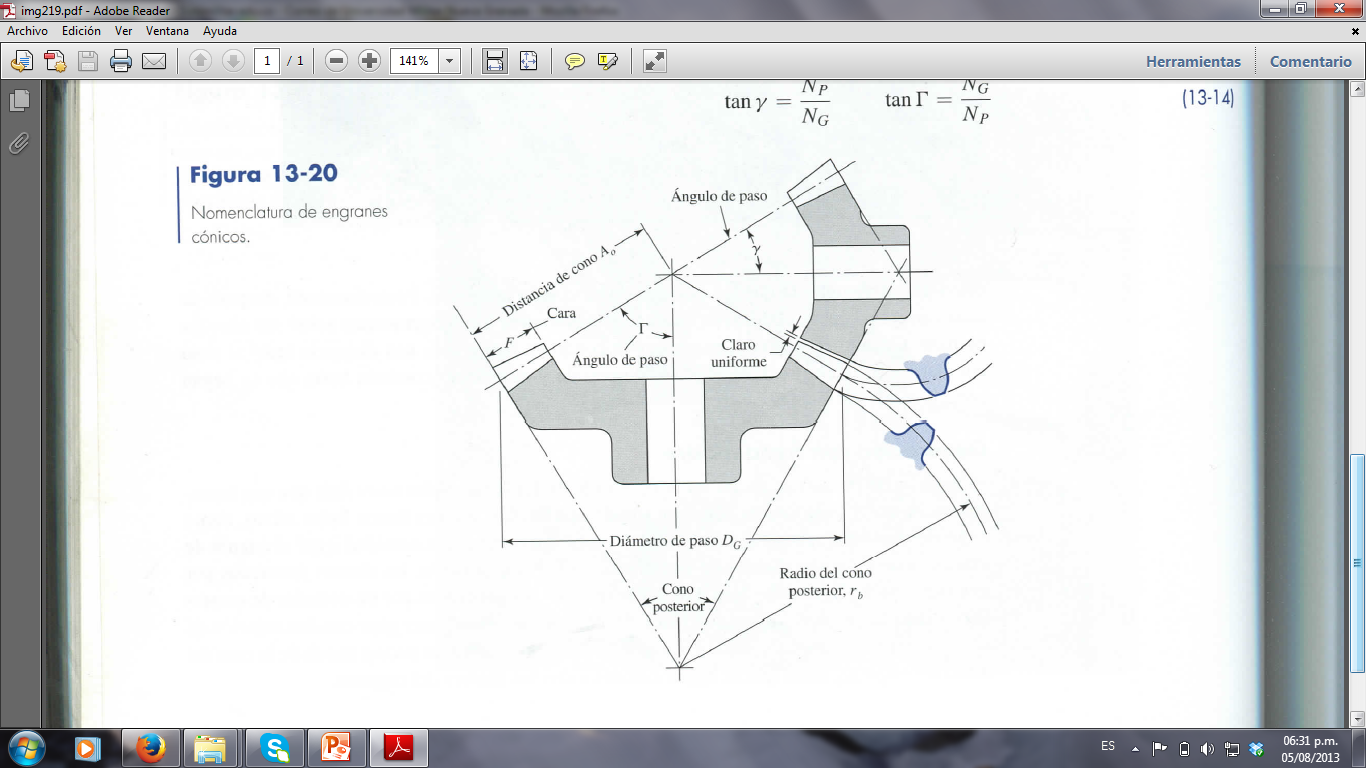 img219.pdf - Adobe Reader
Archivo Edición Ver Ventana Ayuda
1 / 1 141% Herramientas Comentario
tan γ = N_P / N_G tan Γ = N_G / N_P (13-14)
Figura 13-20
Nomenclatura de engranes
cónicos.
Ángulo de paso
γ
Distancia de cono A_o
Cara
F
Γ
Ángulo de paso
Claro
uniforme
Diámetro de paso D_G
Radio del cono
posterior, r_b
Cono
posterior
ES 06:31 p.m.
05/08/2013